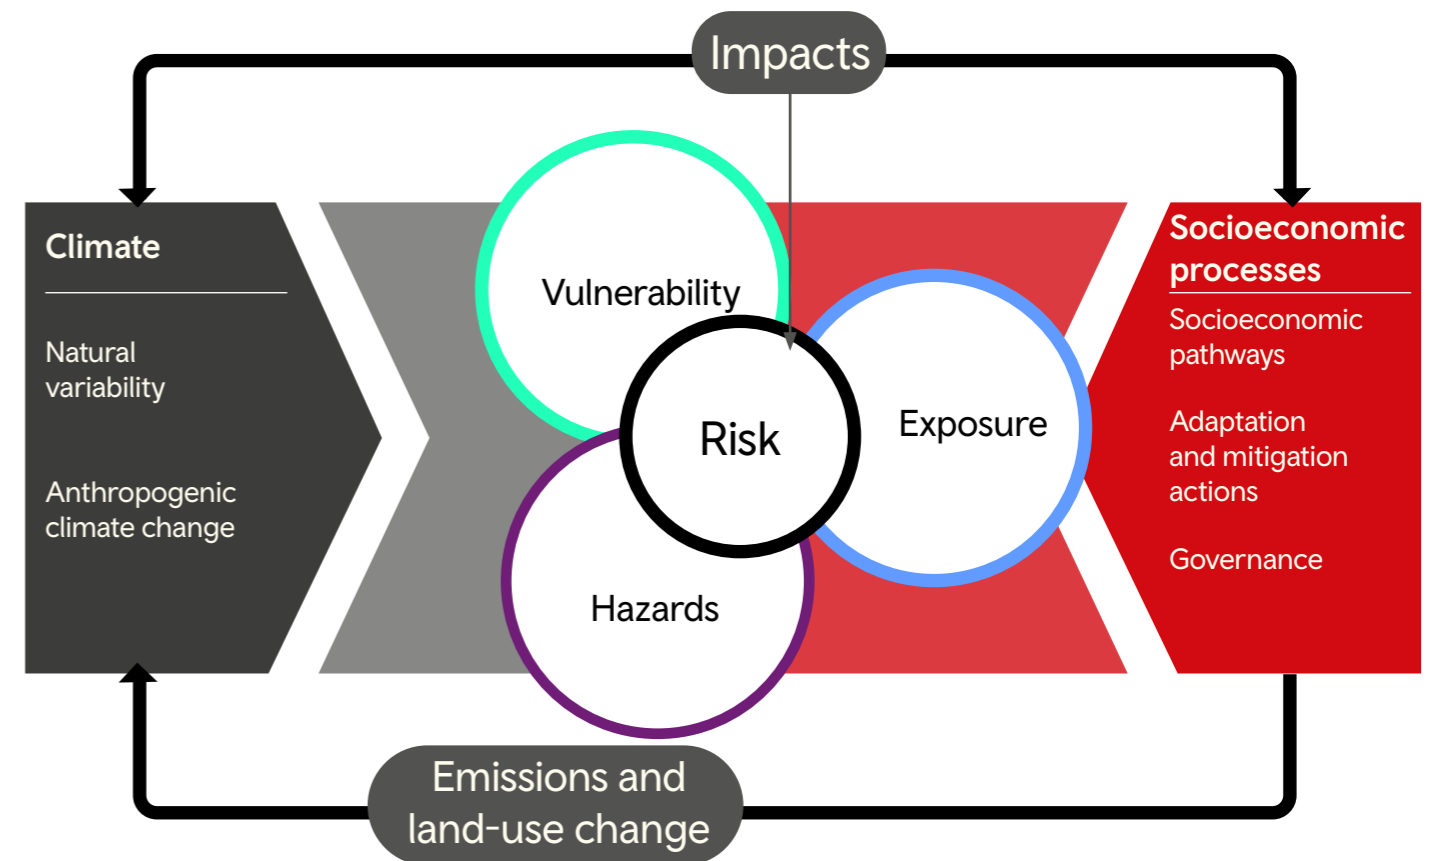 Impacts
Climate
Natural
variability
Anthropogenic
climate change
Vulnerability
Risk
Exposure
Hazards
Socioeconomic
processes
Socioeconomic
pathways
Adaptation
and mitigation
actions
Governance
Emissions and
land-use change